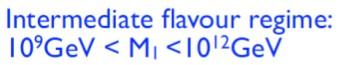 Intermediate flavour regime:
10⁹GeV < M₁ <10¹²GeV